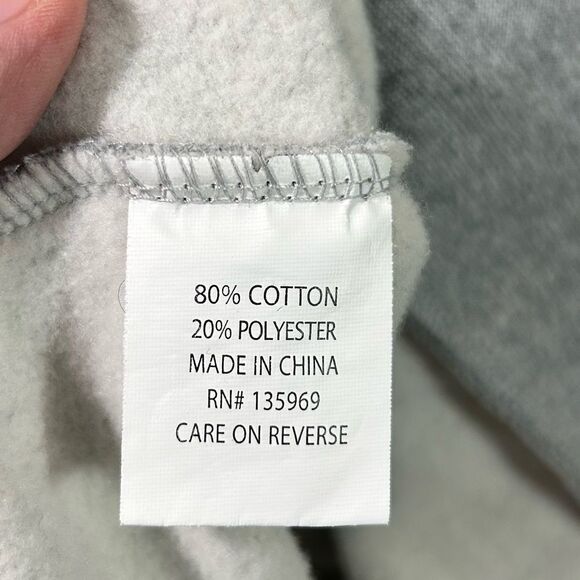 80% COTTON
20% POLYESTER
MADE IN CHINA
RN# 135969
CARE ON REVERSE